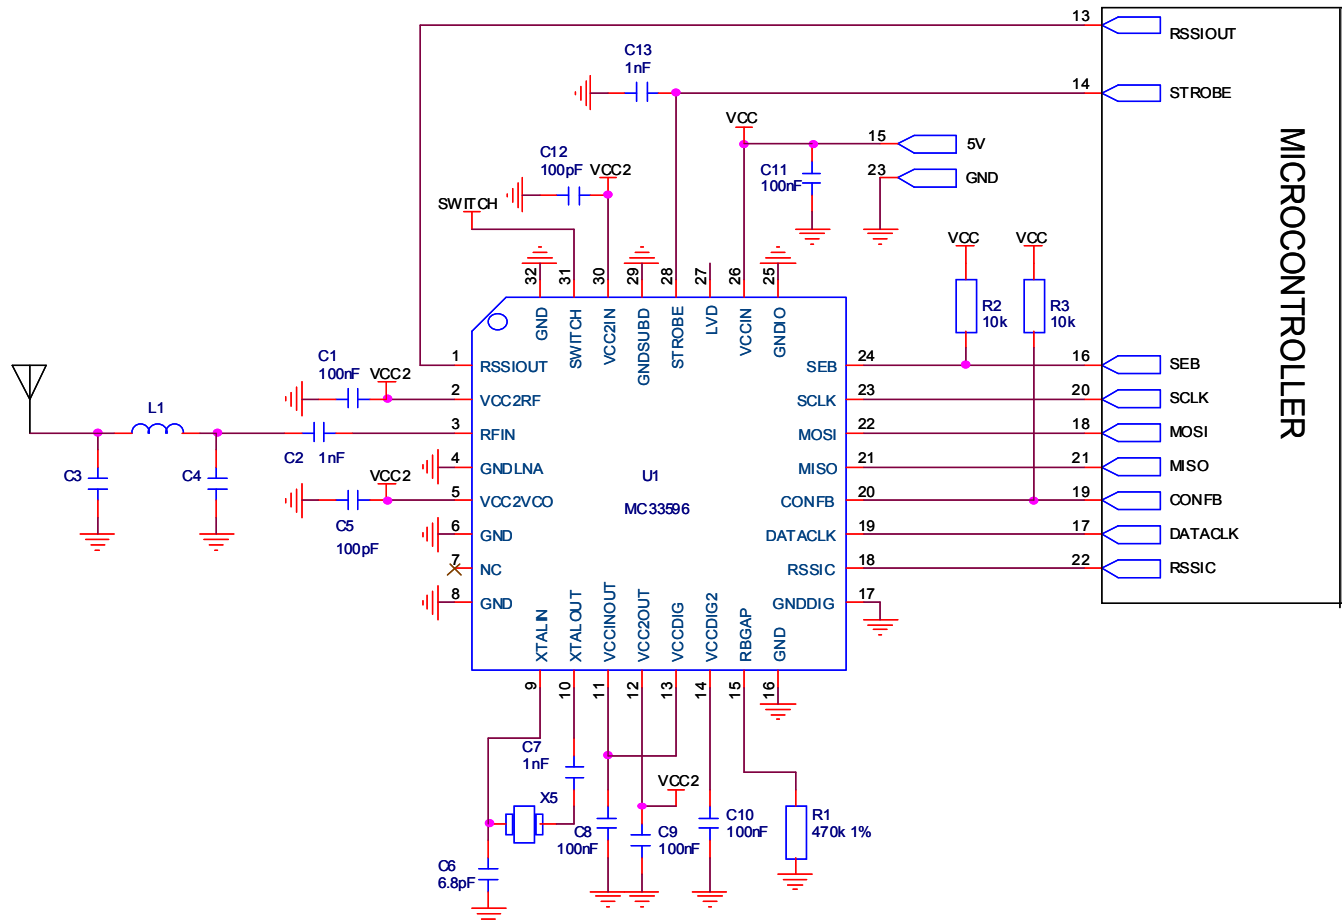 13
RSSIOUT
C13
1nF
14
STROBE
VCC
15
5V
C12
100pF
VCC2
C11
100nF
23
GND
SWITCH
VCC
VCC
32
31
30
29
28
27
26
25
R2
10k
R3
10k
MICROCONTROLLER
GND
SWITCH
VCC2IN
GNDSUBD
STROBE
LVD
VCCIN
GNDIO
C1
100nF
VCC2
1
RSSIOUT
SEB
24
16
SEB
2
VCC2RF
SCLK
23
20
SCLK
L1
C2
1nF
3
RFIN
MOSI
22
18
MOSI
C3
C4
VCC2
4
GNDLNA
U1
MISO
21
21
MISO
C5
100pF
5
VCC2VCO
MC33596
CONFB
20
19
CONFB
6
GND
DATACLK
19
17
DATACLK
7
NC
RSSIC
18
22
RSSIC
8
GND
GNDDIG
17
XTALIN
XTALOUT
VCCINOUT
VCC2OUT
VCCDIG
VCCDIG2
RBGAP
GND
9
10
11
12
13
14
15
16
C7
1nF
VCC2
X5
C8
100nF
C9
100nF
C10
100nF
R1
470k 1%
C6
6.8pF